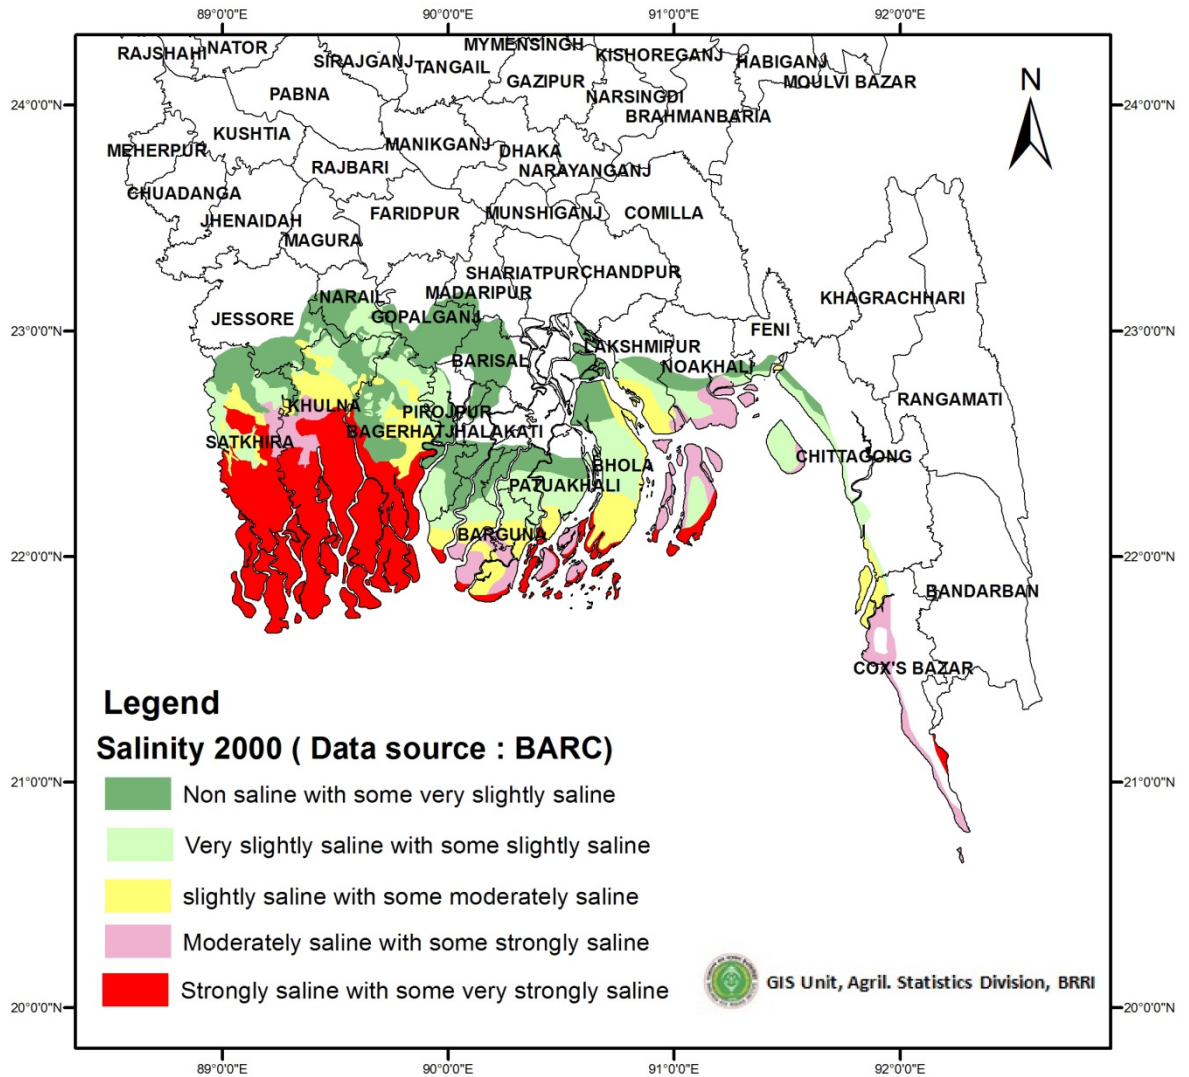 89°0'0"E
90°0'0"E
91°0'0"E
92°0'0"E
RAJSHAHI
NATOR
SIRAJGANJ
TANGAIL
MYMENSINGH
KISHOREGANJ
HABIGANJ
MOULVI BAZAR
GAZIPUR
PABNA
NARSINGDI
24°0'0"N
24°0'0"N
N
BRAHMANBARIA
KUSHTIA
MANIKGANJ
DHAKA
MEHERPUR
RAJBARI
NARAYANGANJ
CHUADANGA
JHENAIDAH
FARIDPUR
MUNSHIGANJ
COMILLA
MAGURA
SHARIATPUR
CHANDPUR
MADARIPUR
NARAIL
KHAGRACHHARI
JESSORE
GOPALGANJ
FENI
23°0'0"N
23°0'0"N
LAKSHMIPUR
BARISAL
NOAKHALI
RANGAMATI
KHULNA
PIROJPUR
BAGERHAT
JHALAKATI
SATKHIRA
CHITTAGONG
BHOLA
PATUAKHALI
BARGUNA
22°0'0"N
22°0'0"N
BANDARBAN
COX'S BAZAR
Legend
Salinity 2000 ( Data source : BARC)
21°0'0"N
21°0'0"N
Non saline with some very slightly saline
Very slightly saline with some slightly saline
slightly saline with some moderately saline
Moderately saline with some strongly saline
Strongly saline with some very strongly saline
GIS Unit, Agril. Statistics Division, BRRI
20°0'0"N
20°0'0"N
89°0'0"E
90°0'0"E
91°0'0"E
92°0'0"E